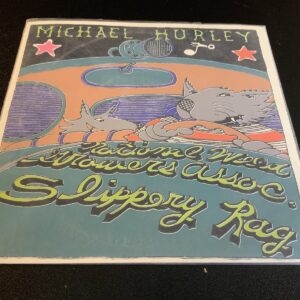 MICHAEL HURLEY
National Weed
Growers Assoc.
Slippery Rag